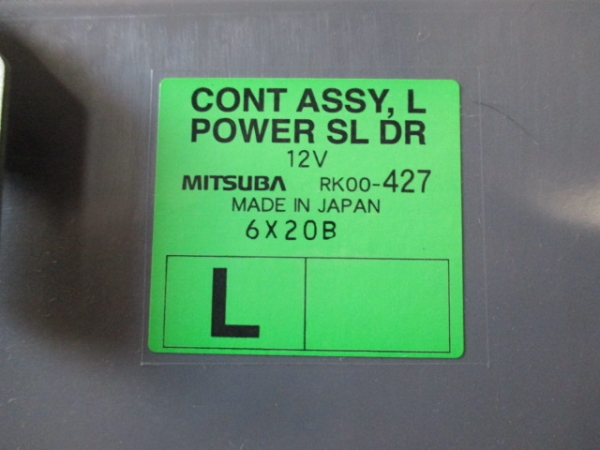 CONT ASSY, L
POWER SL DR
12V
MITSUBA RK00-427
MADE IN JAPAN
6X20B
L